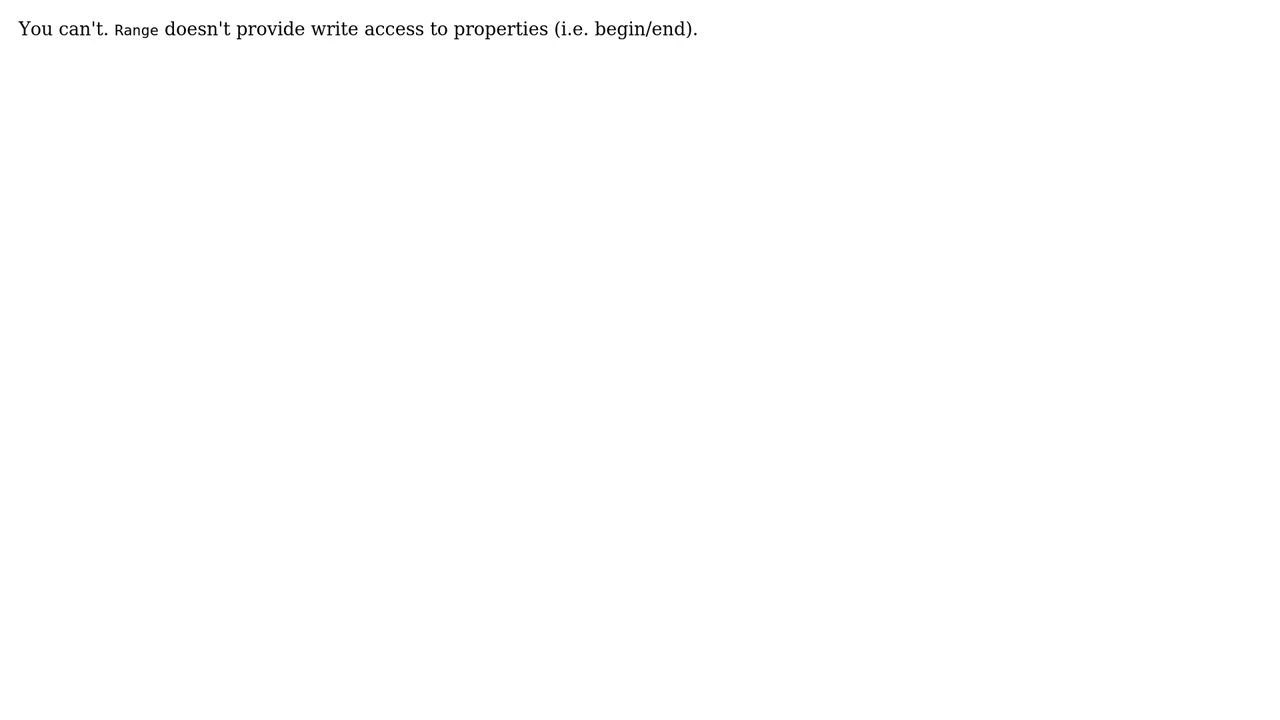 You can't. Range doesn't provide write access to properties (i.e. begin/end).